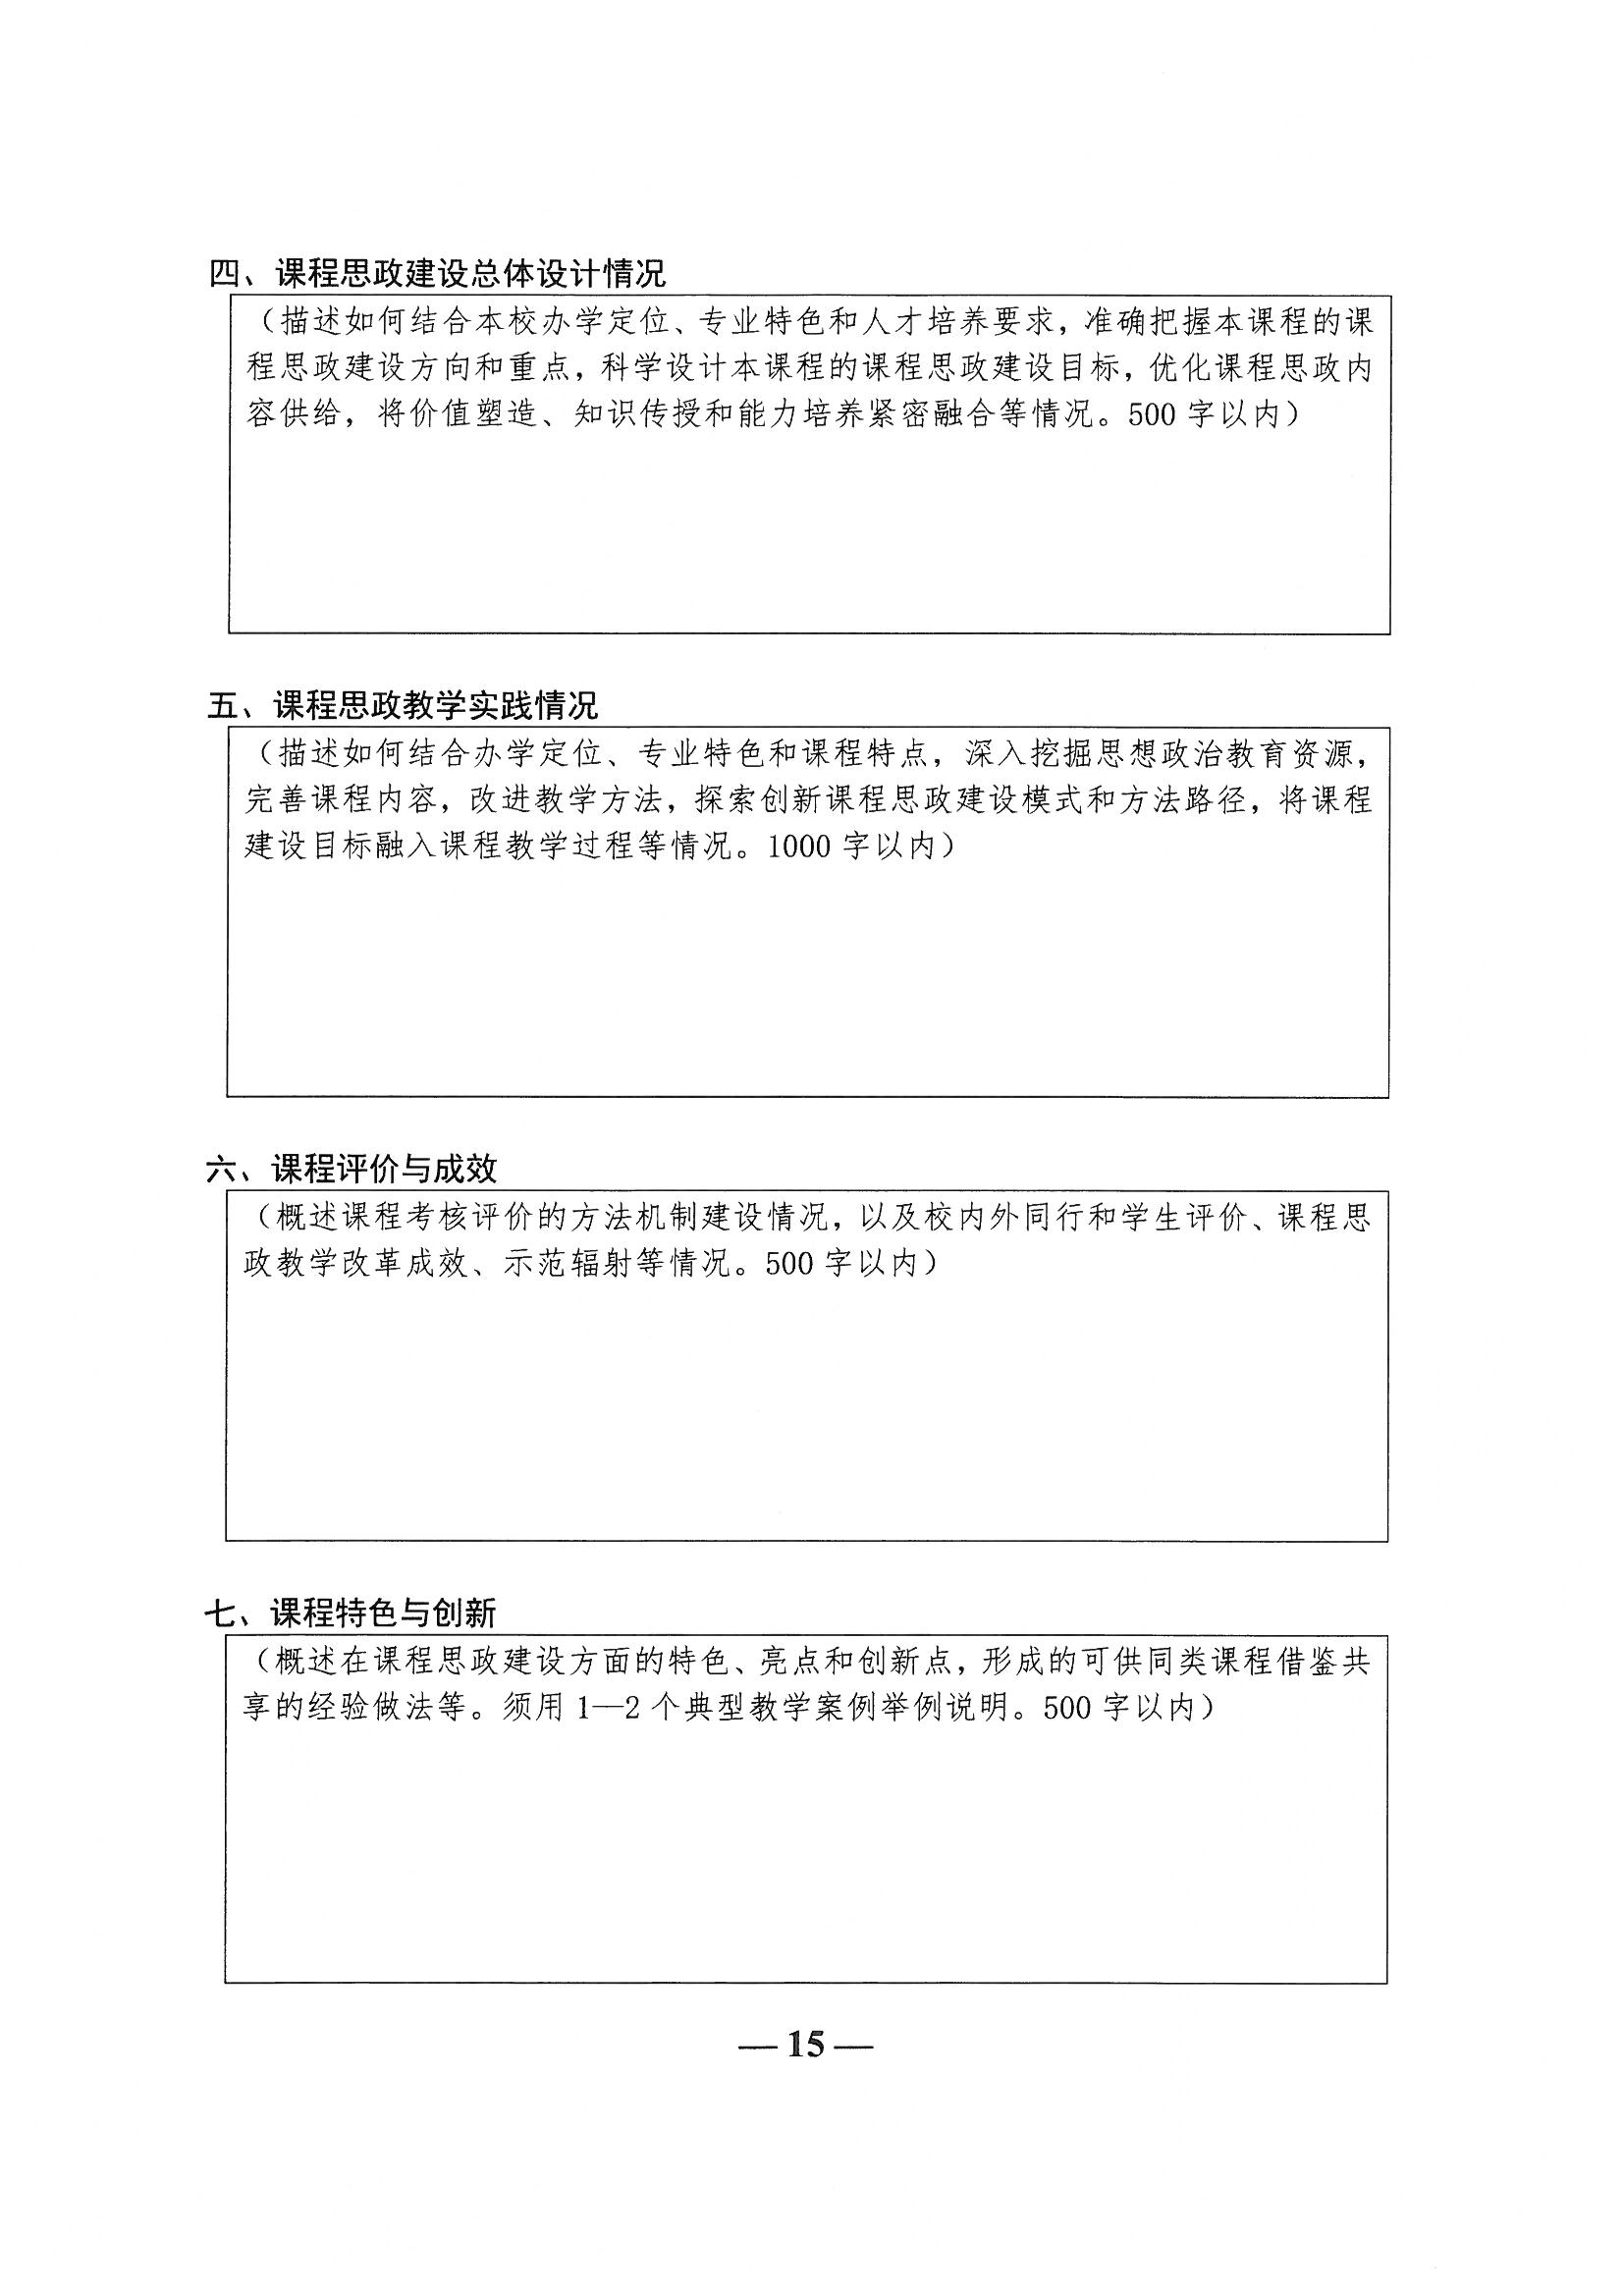 四、课程思政建设总体设计情况
（描述如何结合本校办学定位、专业特色和人才培养要求，准确把握本课程的课
程思政建设方向和重点，科学设计本课程的课程思政建设目标，优化课程思政内
容供给，将价值塑造、知识传授和能力培养紧密融合等情况。500 字以内）
五、课程思政教学实践情况
（描述如何结合办学定位、专业特色和课程特点，深入挖掘思想政治教育资源，
完善课程内容，改进教学方法，探索创新课程思政建设模式和方法路径，将课程
建设目标融入课程教学过程等情况。1000 字以内）
六、课程评价与成效
（概述课程考核评价的方法机制建设情况，以及校内外同行和学生评价、课程思
政教学改革成效、示范辐射等情况。500 字以内）
七、课程特色与创新
（概述在课程思政建设方面的特色、亮点和创新点，形成的可供同类课程借鉴共
享的经验做法等。须用 1—2 个典型教学案例举例说明。500 字以内）
— 15 —